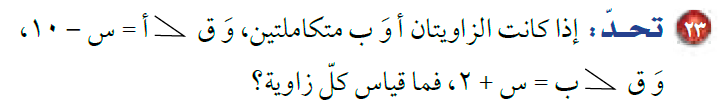 ٢٣ تحدّ: إذا كانت الزاويتان أ وَ ب متكاملتين، وَ ق ∠أ = س − ١٠،
وَ ق ∠ب = س + ٢، فما قياس كلّ زاوية؟